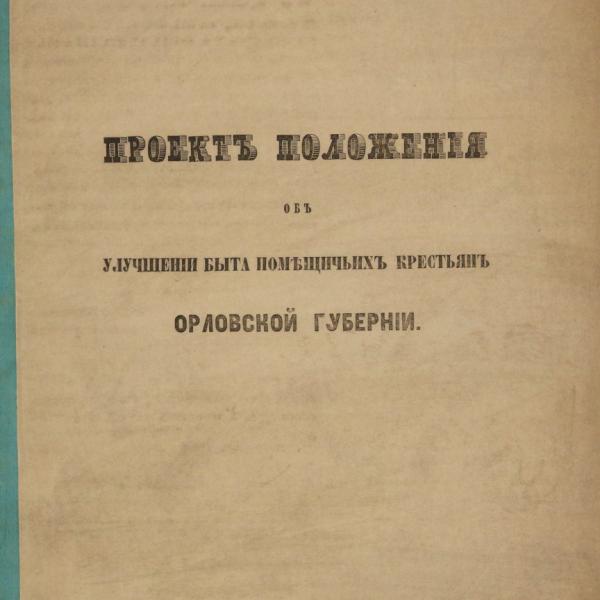 ПРОЕКТЪ ПОЛОЖЕНІЯ
ОБЪ
УЛУЧШЕНІИ БЫТА ПОМѢЩИЧЬИХЪ КРЕСТЬЯНЪ
ОРЛОВСКОЙ ГУБЕРНІИ.